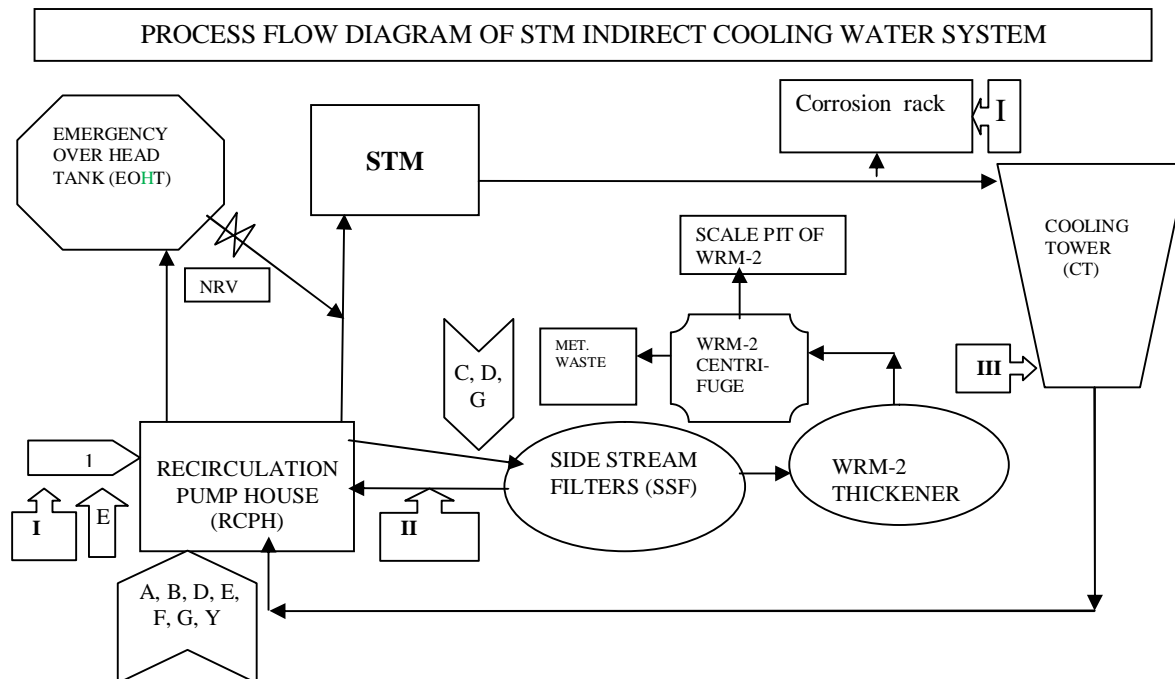 PROCESS FLOW DIAGRAM OF STM INDIRECT COOLING WATER SYSTEM
EMERGENCY
OVER HEAD
TANK (EOHT)
STM
Corrosion rack
I
COOLING
TOWER
(CT)
SCALE PIT OF
WRM-2
NRV
MET.
WASTE
WRM-2
CENTRI-
FUGE
III
C, D,
G
1
RECIRCULATION
PUMP HOUSE
(RCPH)
SIDE STREAM
FILTERS (SSF)
WRM-2
THICKENER
I
E
II
A, B, D, E,
F, G, Y